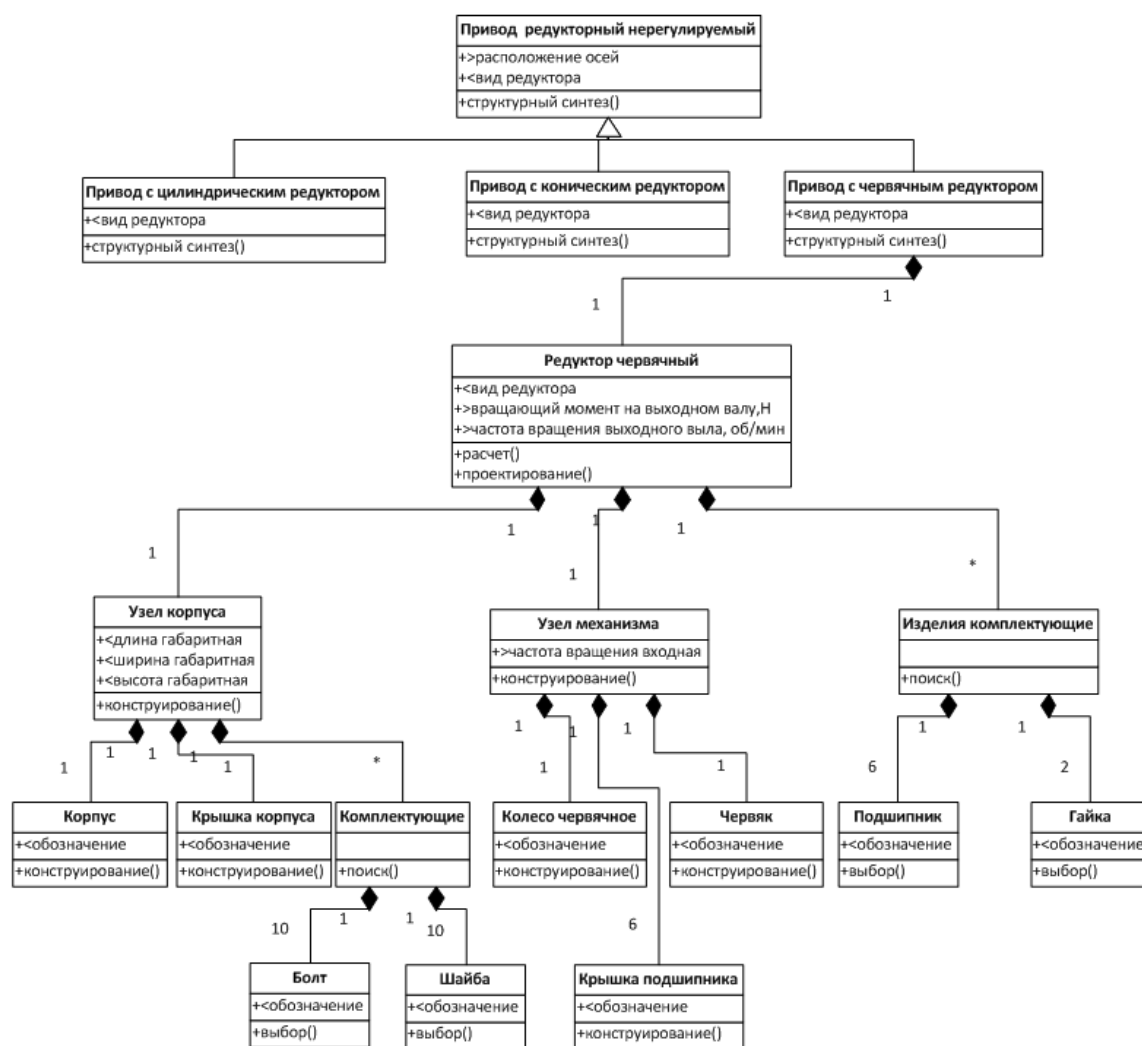 Привод  редукторный нерегулируемый
+>расположение осей
+<вид редуктора
+структурный синтез()
Привод с цилиндрическим редуктором
+<вид редуктора
+структурный синтез()
Привод с коническим редуктором
+<вид редуктора
+структурный синтез()
Привод с червячным редуктором
+<вид редуктора
+структурный синтез()
1
1
Редуктор червячный
+<вид редуктора
+>вращающий момент на выходном валу,Н
+>частота вращения выходного выла, об/мин
+расчет()
+проектирование()
1
1
1
1
1
*
Узел корпуса
+<длина габаритная
+<ширина габаритная
+<высота габаритная
+конструирование()
Узел механизма
+>частота вращения входная
+конструирование()
Изделия комплектующие
+поиск()
1
1
1
1
1
*
1
1
1
1
1
1
1
6
2
Корпус
+<обозначение
+конструирование()
Крышка корпуса
+<обозначение
+конструирование()
Комплектующие
+поиск()
Колесо червячное
+<обозначение
+конструирование()
Червяк
+<обозначение
+конструирование()
Подшипник
+<обозначение
+выбор()
Гайка
+<обозначение
+выбор()
10
1
1
10
6
Болт
+<обозначение
+выбор()
Шайба
+<обозначение
+выбор()
Крышка подшипника
+<обозначение
+конструирование()